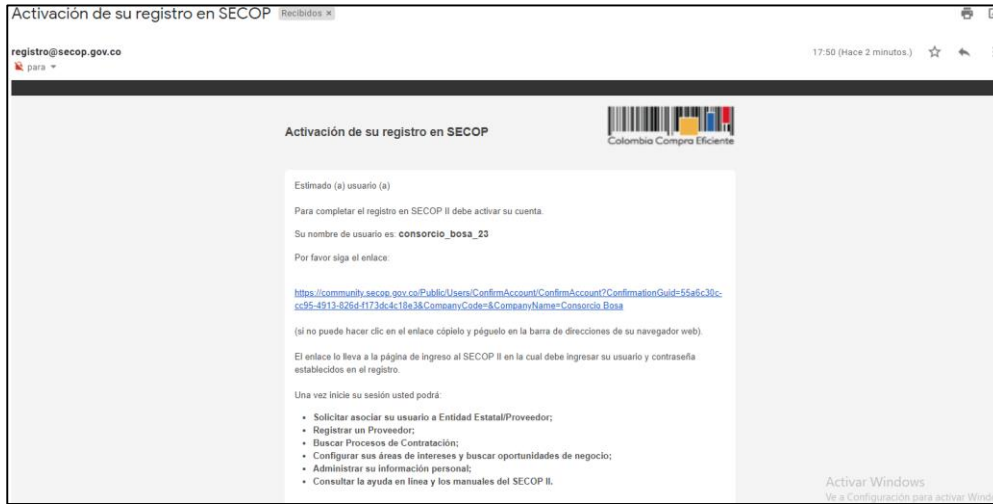 Activación de su registro en SECOP Recibidos x
registro@secop.gov.co
17:50 (Hace 2 minutos.)
para
Activación de su registro en SECOP
Colombia Compra Eficiente
Estimado (a) usuario (a)
Para completar el registro en SECOP II debe activar su cuenta.
Su nombre de usuario es: consorcio_bosa_23
Por favor siga el enlace:
https://community.secop.gov.co/Public/Users/ConfirmAccount/ConfirmAccount?ConfirmationGuid=55a6c30c-
cc95-4913-826d-f173dc4c18e3&CompanyCode=&CompanyName=Consorcio Bosa
(si no puede hacer clic en el enlace cópielo y péguelo en la barra de direcciones de su navegador web).
El enlace lo lleva a la página de ingreso al SECOP II en la cual debe ingresar su usuario y contraseña
establecidos en el registro.
Una vez inicie su sesión usted podrá:
• Solicitar asociar su usuario a Entidad Estatal/Proveedor;
• Registrar un Proveedor;
• Buscar Procesos de Contratación;
• Configurar sus áreas de intereses y buscar oportunidades de negocio;
• Administrar su información personal;
• Consultar la ayuda en línea y los manuales del SECOP II.
Activar Windows
Ve a Configuración para activar Wind